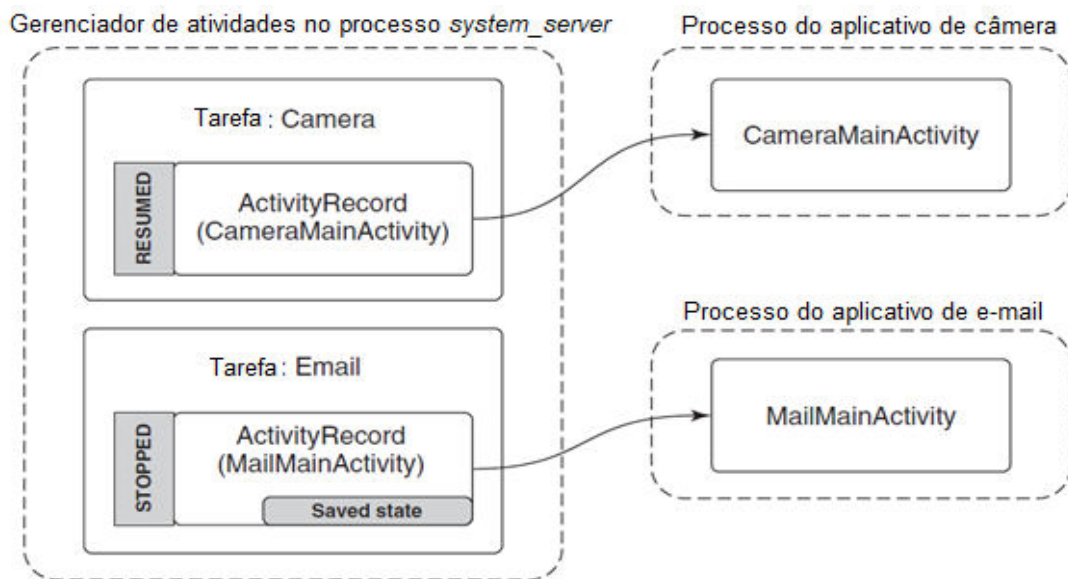 Gerenciador de atividades no processo system_server
Tarefa : Camera
RESUMED
ActivityRecord
(CameraMainActivity)
Tarefa : Email
STOPPED
ActivityRecord
(MailMainActivity)
Saved state
Processo do aplicativo de câmera
CameraMainActivity
Processo do aplicativo de e-mail
MailMainActivity